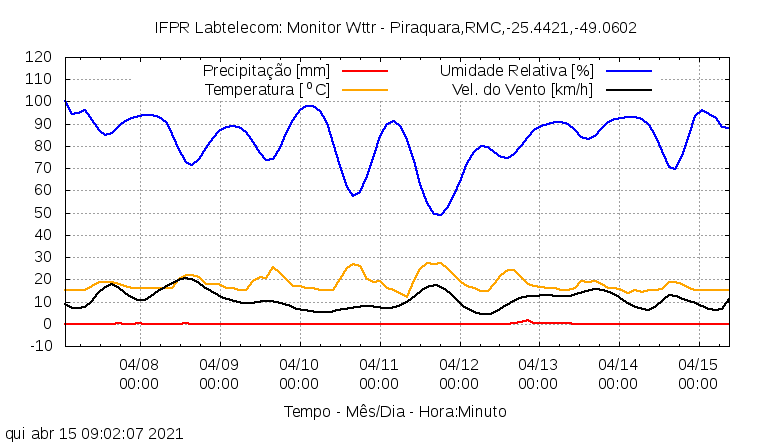 IFPR Labtelecom: Monitor Wttr - Piraquara,RMC,-25.4421,-49.0602
120
110
100
90
80
70
60
50
40
30
20
10
0
-10
Precipitação [mm]
Temperatura [⁰C]
Umidade Relativa [%]
Vel. do Vento [km/h]
04/08 04/09 04/10 04/11 04/12 04/13 04/14 04/15
00:00 00:00 00:00 00:00 00:00 00:00 00:00 00:00
Tempo - Mês/Dia - Hora:Minuto
qui abr 15 09:02:07 2021